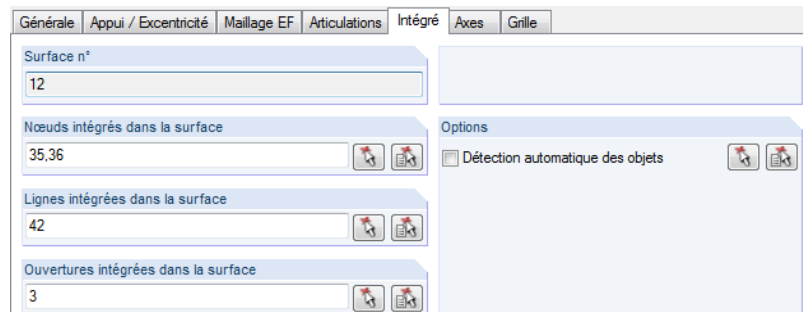 Générale Appui / Excentricité Maillage EF Articulations Intégré Axes Grille
Surface n°
12
Nœuds intégrés dans la surface
35,36
Lignes intégrées dans la surface
42
Ouvertures intégrées dans la surface
3
Options
Détection automatique des objets